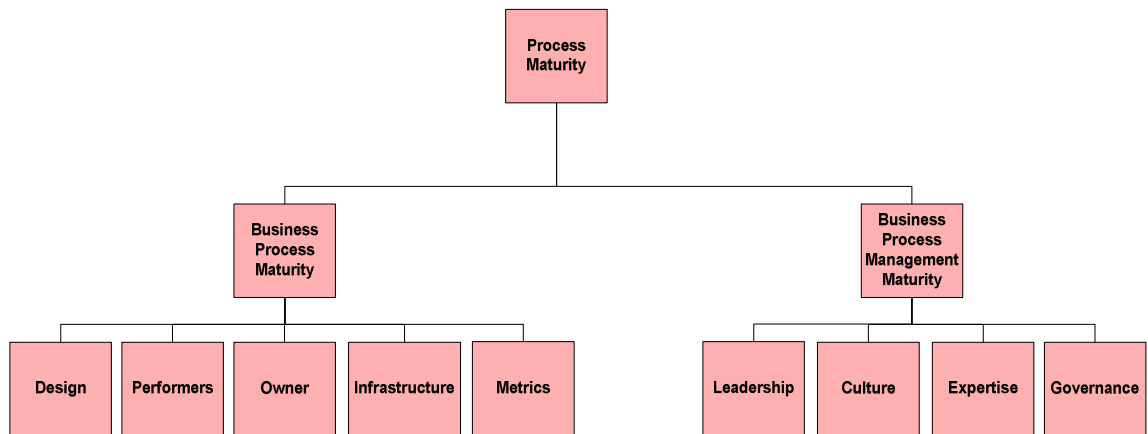 Process
Maturity
Business
Process
Maturity
Business
Process
Management
Maturity
Design
Performers
Owner
Infrastructure
Metrics
Leadership
Culture
Expertise
Governance